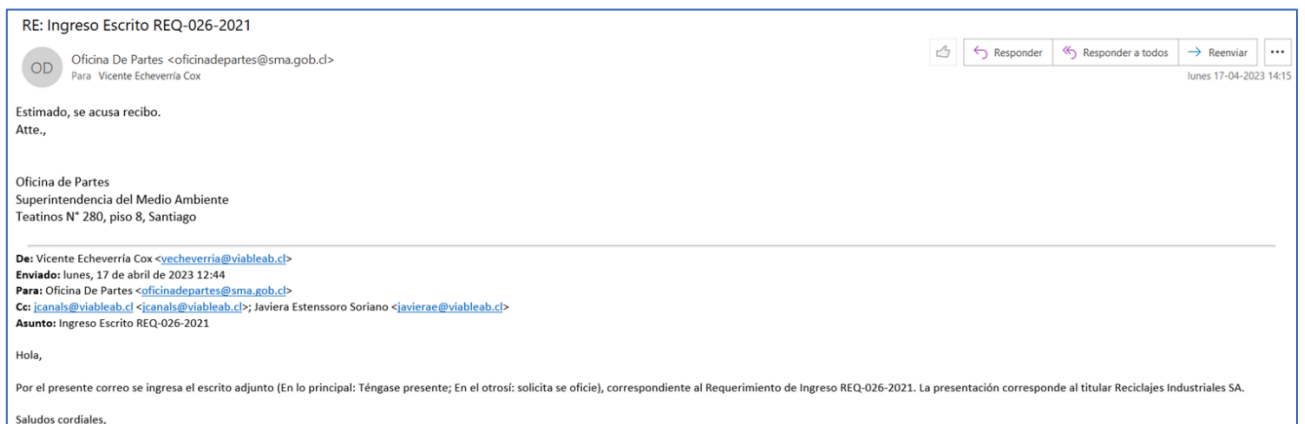 RE: Ingreso Escrito REQ-026-2021
OD
Oficina De Partes <oficinadepartes@sma.gob.cl>
Para Vicente Echeverría Cox
Responder
Responder a todos
Reenviar
...
lunes 17-04-2023 14:15
Estimado, se acusa recibo.
Atte.,
Oficina de Partes
Superintendencia del Medio Ambiente
Teatinos N° 280, piso 8, Santiago
De: Vicente Echeverría Cox <vecheverria@viableab.cl>
Enviado: lunes, 17 de abril de 2023 12:44
Para: Oficina De Partes <oficinadepartes@sma.gob.cl>
Cc: jcanals@viableab.cl <jcanals@viableab.cl>; Javiera Estenssoro Soriano <javierae@viableab.cl>
Asunto: Ingreso Escrito REQ-026-2021
Hola,
Por el presente correo se ingresa el escrito adjunto (En lo principal: Téngase presente; En el otrosí: solicita se oficie), correspondiente al Requerimiento de Ingreso REQ-026-2021. La presentación corresponde al titular Reciclajes Industriales SA.
Saludos cordiales,